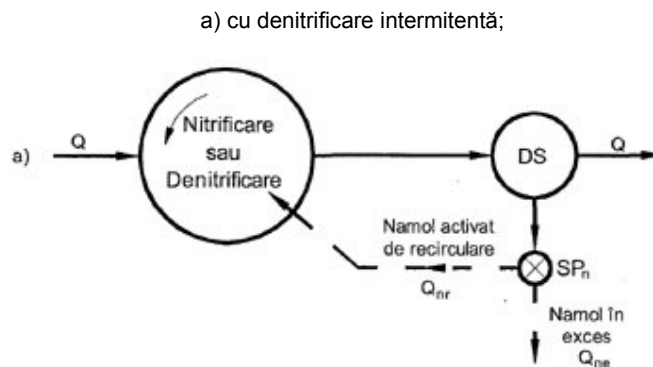 a) cu denitrificare intermitentă;
a)
Q
Nitrificare
sau
Denitrificare
DS
Q
Namol activat
de recirculare
Qnr
SPn
Namol în
exces
Qne